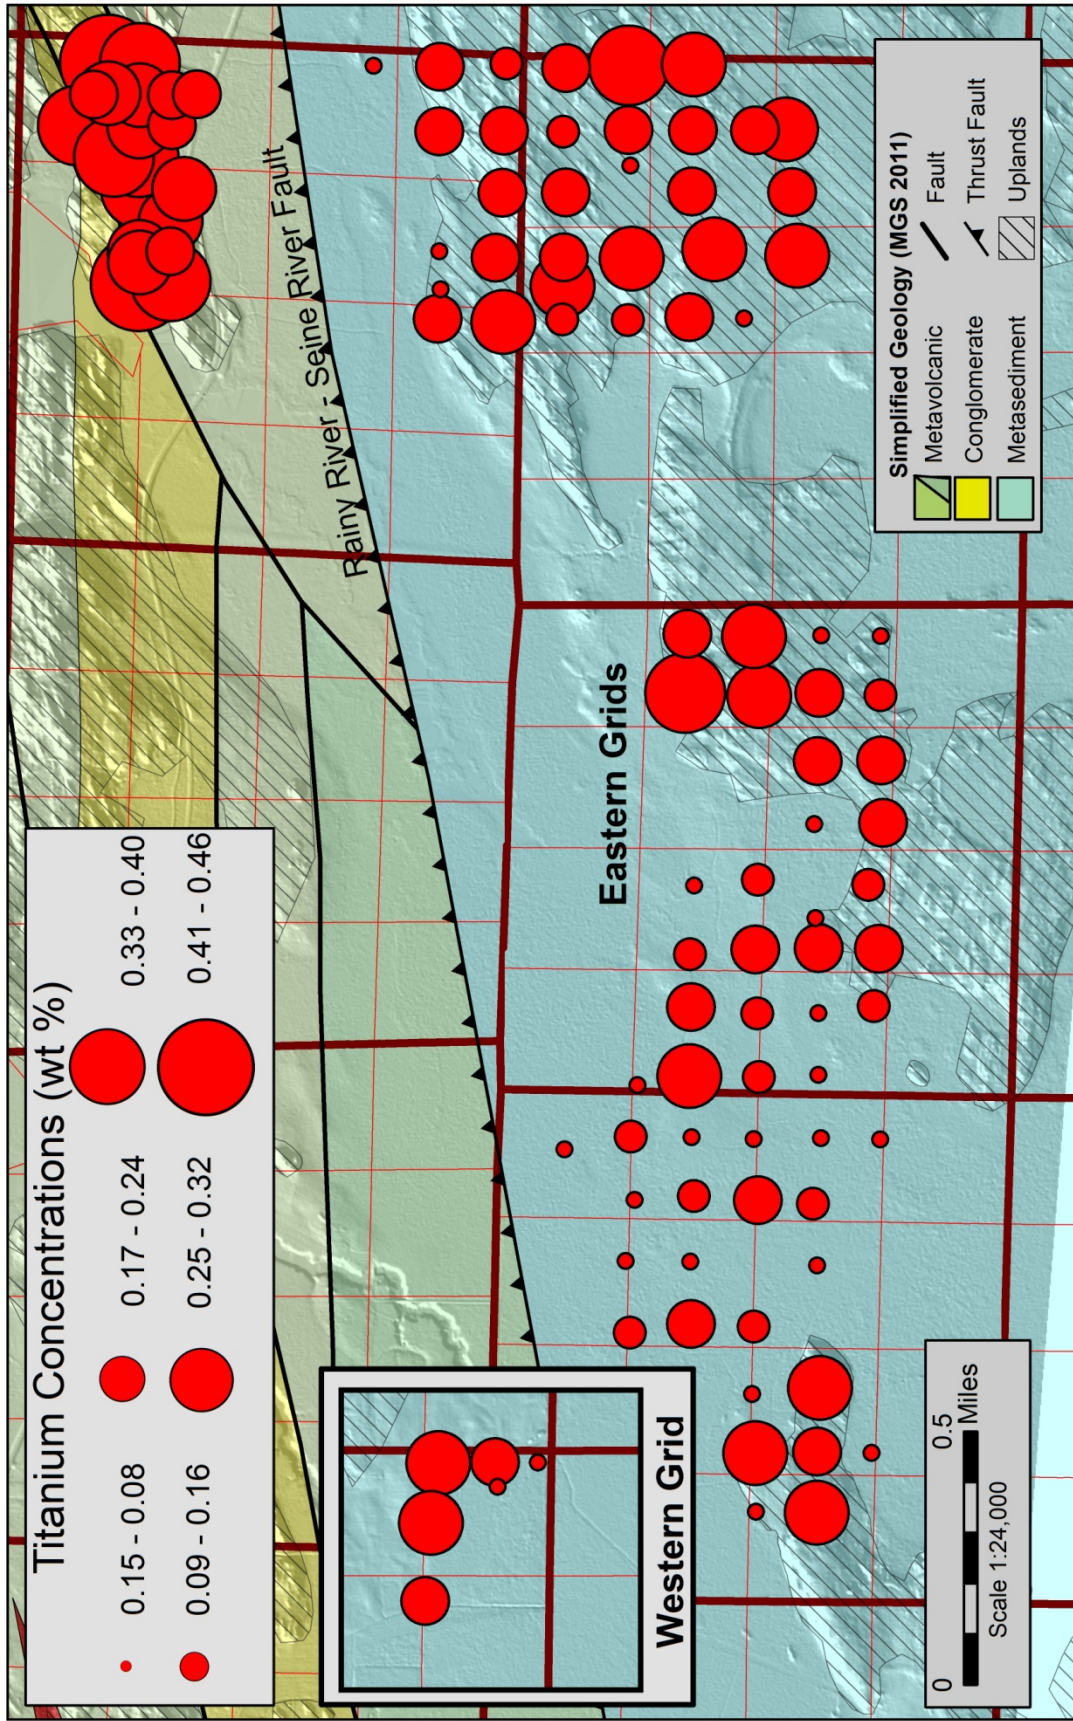 Titanium Concentrations (wt %)
0.15 - 0.08
0.17 - 0.24
0.33 - 0.40
0.09 - 0.16
0.25 - 0.32
0.41 - 0.46
Rainy River - Seine River Fault
Eastern Grids
Western Grid
0
0.5
Miles
Scale 1:24,000
Simplified Geology (MGS 2011)
Metavolcanic
Fault
Conglomerate
Thrust Fault
Metasediment
Uplands